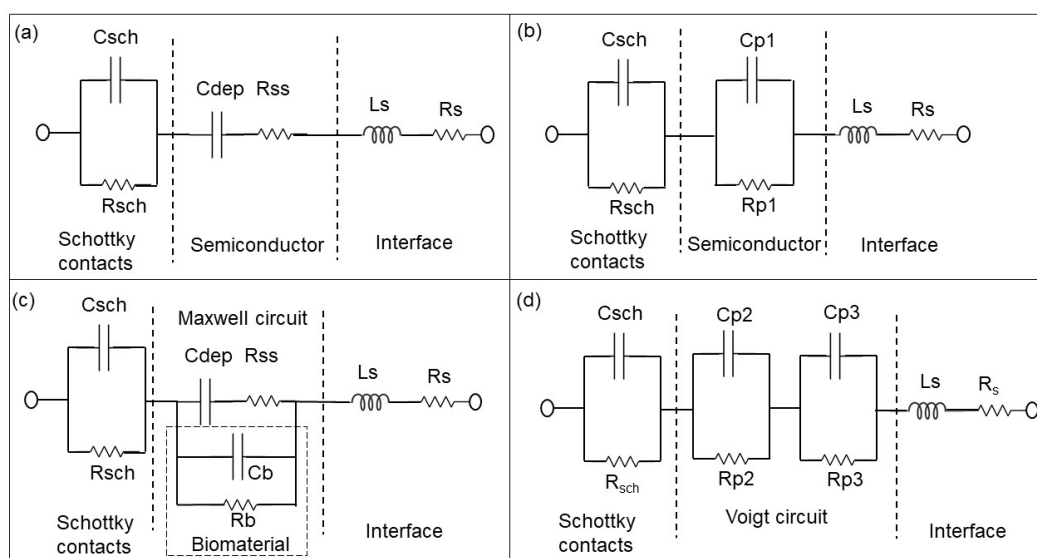 (a)
Csch
Cdep Rss
Ls
Rs
Rsch
Schottky
contacts
Semiconductor
Interface
(b)
Csch
Cp1
Ls
Rs
Rsch
Rp1
Schottky
contacts
Semiconductor
Interface
(c)
Csch
Maxwell circuit
Cdep Rss
Ls
Rs
Rsch
Cb
Rb
Schottky
contacts
Biomaterial
Interface
(d)
Csch
Cp2
Cp3
Ls
Rs
Rsch
Rp2
Rp3
Schottky
contacts
Voigt circuit
Interface